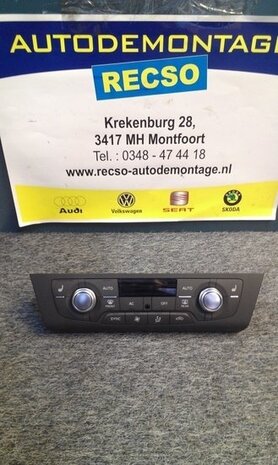 AUTODEMONTAGE
RECSO
Krekenburg 28,
3417 MH Montfoort
Tel. : 0348 - 47 44 18
www.recso-autodemontage.nl
Audi
Volkswagen
SEAT
SKODA
AUTO
AUTO
AC
OFF
SYNC